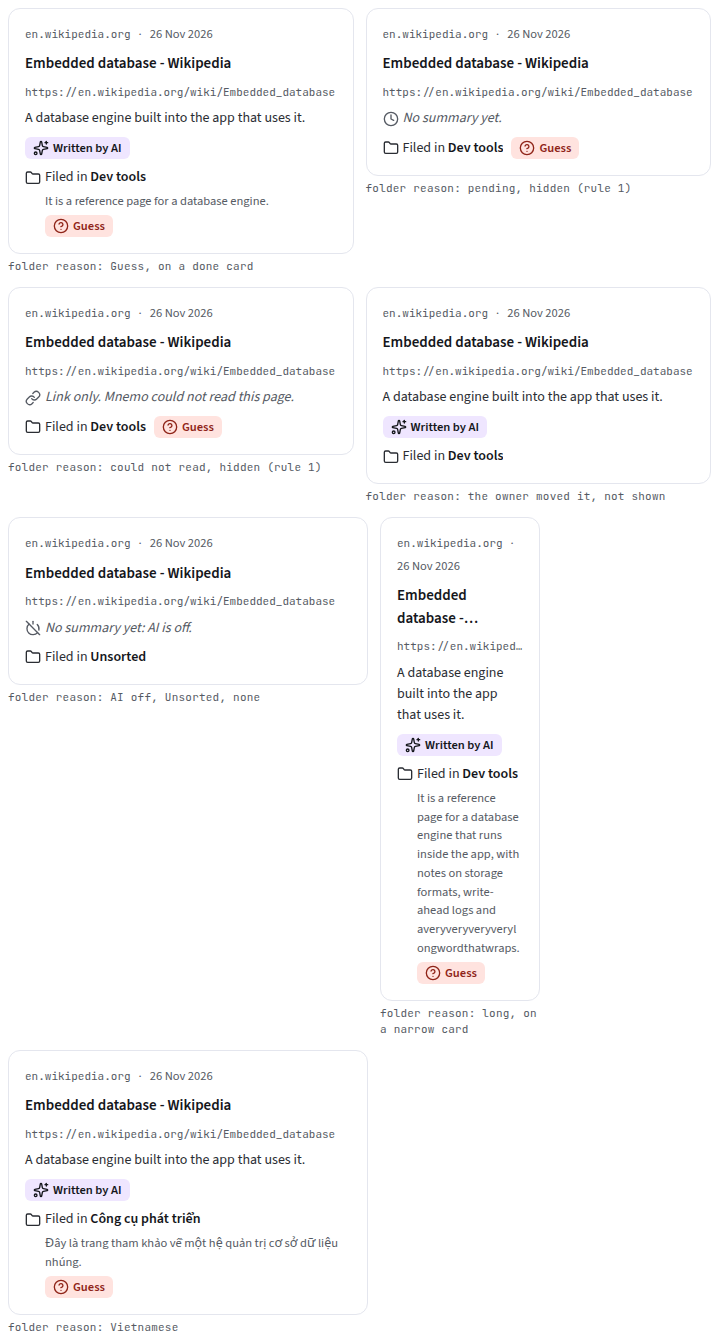 en.wikipedia.org · 26 Nov 2026
Embedded database - Wikipedia
https://en.wikipedia.org/wiki/Embedded_database
A database engine built into the app that uses it.
Written by AI
Filed in Dev tools
It is a reference page for a database engine.
Guess
folder reason: Guess, on a done card
en.wikipedia.org · 26 Nov 2026
Embedded database - Wikipedia
https://en.wikipedia.org/wiki/Embedded_database
No summary yet.
Filed in Dev tools Guess
folder reason: pending, hidden (rule 1)
en.wikipedia.org · 26 Nov 2026
Embedded database - Wikipedia
https://en.wikipedia.org/wiki/Embedded_database
Link only. Mnemo could not read this page.
Filed in Dev tools Guess
folder reason: could not read, hidden (rule 1)
en.wikipedia.org · 26 Nov 2026
Embedded database - Wikipedia
https://en.wikipedia.org/wiki/Embedded_database
A database engine built into the app that uses it.
Written by AI
Filed in Dev tools
folder reason: the owner moved it, not shown
en.wikipedia.org · 26 Nov 2026
Embedded database - Wikipedia
https://en.wikipedia.org/wiki/Embedded_database
No summary yet: AI is off.
Filed in Unsorted
folder reason: AI off, Unsorted, none
en.wikipedia.org ·
26 Nov 2026
Embedded
database -…
https://en.wikiped…
A database engine
built into the app
that uses it.
Written by AI
Filed in Dev tools
It is a reference
page for a database
engine that runs
inside the app, with
notes on storage
formats, write-
ahead logs and
averyveryveryveryl
ongwordthatwraps.
Guess
folder reason: long, on
a narrow card
en.wikipedia.org · 26 Nov 2026
Embedded database - Wikipedia
https://en.wikipedia.org/wiki/Embedded_database
A database engine built into the app that uses it.
Written by AI
Filed in Công cụ phát triển
Đây là trang tham khảo về một hệ quản trị cơ sở dữ liệu
nhúng.
Guess
folder reason: Vietnamese